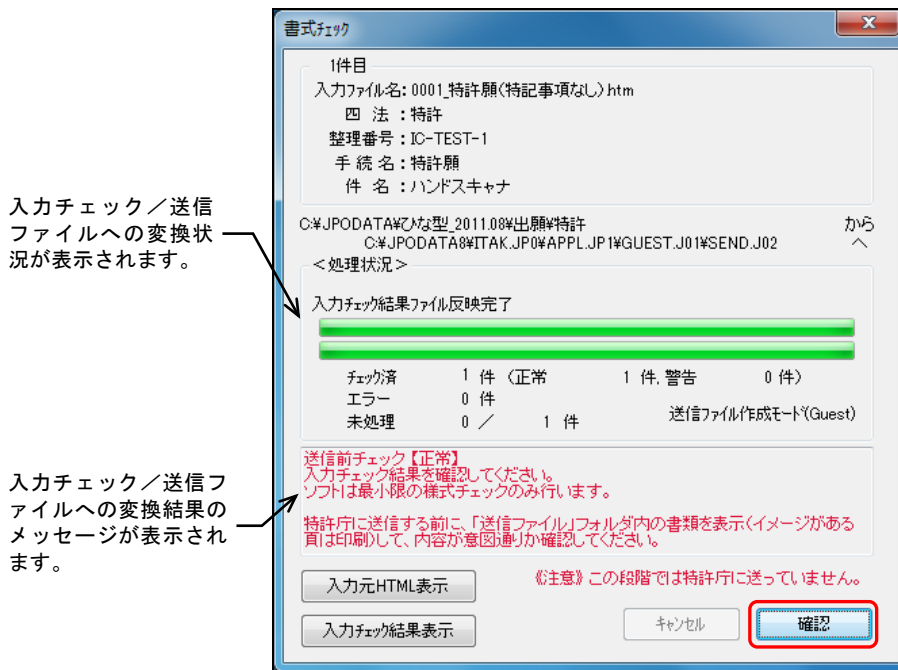 書式ﾁｪｯｸ
1件目
入力ﾌｧｲﾙ名: 0001_特許願(特記事項なし).htm
四　法 ：特許
整理番号：IC-TEST-1
手 続 名：特許願
件　名 ：ハンドスキャナ
入力チェック／送信
ファイルへの変換状
況が表示されます。
C:¥JPODATA¥ひな型_2011.08¥出願¥特許 から
C:¥JPODATA8¥ITAK.JP0¥APPL.JP1¥GUEST.J01¥SEND.J02 へ
＜処理状況＞
入力ﾁｪｯｸ結果ﾌｧｲﾙ反映完了
ﾁｪｯｸ済 1 件 (正常 1 件, 警告 0 件)
エラー 0 件
未処理 0 ／ 1 件 送信ﾌｧｲﾙ作成ﾓｰﾄﾞ(Guest)
入力チェック／送信フ
ァイルへの変換結果の
メッセージが表示され
ます。
送信前チェック【正常】
入力チェック結果を確認してください。
ソフトは最小限の様式チェックのみ行います。
特許庁に送信する前に、「送信ファイル」フォルダ内の書類を表示(イメージがある
頁は印刷)して、内容が意図通りか確認してください。
入力元HTML表示 《注意》 この段階では特許庁に送っていません。
入力ﾁｪｯｸ結果表示 ｷｬﾝｾﾙ 確認